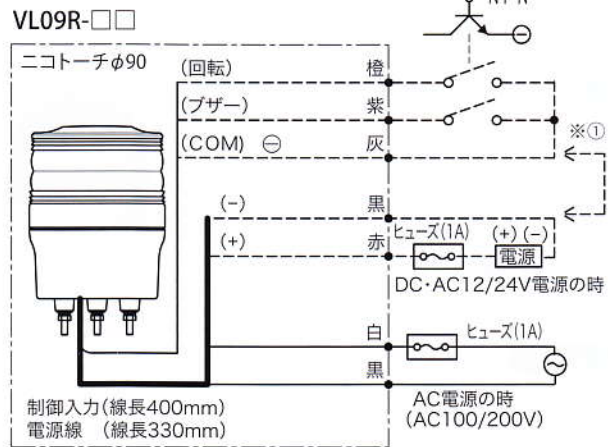 NPN
VL09R-□□
ニコトーチφ90
(回転) 橙
(ブザー) 紫
(COM) ⊖ 灰
※①
(-) 黒
(+) 赤
ヒューズ(1A) (+) (-)
電源
DC・AC12/24V電源の時
白 ヒューズ(1A)
黒
制御入力(線長400mm)
電源線 (線長330mm)
AC電源の時
(AC100/200V)